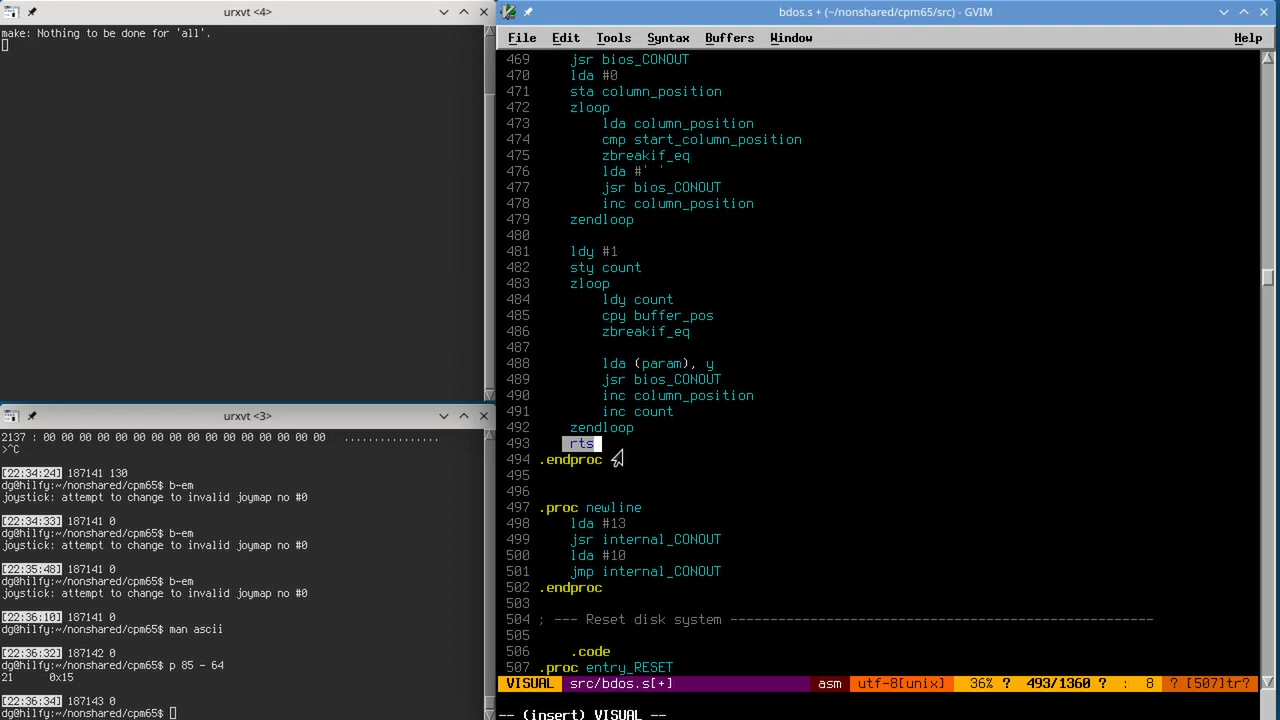 urxvt <4>
make: Nothing to be done for 'all'.
urxvt <3>
2137 : 00 00 00 00 00 00 00 00 00 00 00 00 00 00 00 00   ................
>^C
[22:34:24] 187141 130
dg@hilfy:~/nonshared/cpm65$ b-em
joystick: attempt to change to invalid joymap no #0
[22:34:33] 187141 0
dg@hilfy:~/nonshared/cpm65$ b-em
joystick: attempt to change to invalid joymap no #0
[22:35:48] 187141 0
dg@hilfy:~/nonshared/cpm65$ b-em
joystick: attempt to change to invalid joymap no #0
[22:36:10] 187141 0
dg@hilfy:~/nonshared/cpm65$ man ascii
[22:36:32] 187142 0
dg@hilfy:~/nonshared/cpm65$ p 85 - 64
21     0x15
[22:36:34] 187143 0
dg@hilfy:~/nonshared/cpm65$
bdos.s + (~/nonshared/cpm65/src) - GVIM
File Edit Tools Syntax Buffers Window Help
469     jsr bios_CONOUT
470     lda #0
471     sta column_position
472     zloop
473         lda column_position
474         cmp start_column_position
475         zbreakif_eq
476         lda #' '
477         jsr bios_CONOUT
478         inc column_position
479     zendloop
480
481     ldy #1
482     sty count
483     zloop
484         ldy count
485         cpy buffer_pos
486         zbreakif_eq
487
488         lda (param), y
489         jsr bios_CONOUT
490         inc column_position
491         inc count
492     zendloop
493     rts
494 .endproc
495
496
497 .proc newline
498     lda #13
499     jsr internal_CONOUT
500     lda #10
501     jmp internal_CONOUT
502 .endproc
503
504 ; --- Reset disk system -----------------------------------------------------
505
506     .code
507 .proc entry_RESET
VISUAL src/bdos.s[+] asm utf-8[unix] 36% ? 493/1360 ? : 8 ? [507]tr?
-- (insert) VISUAL --